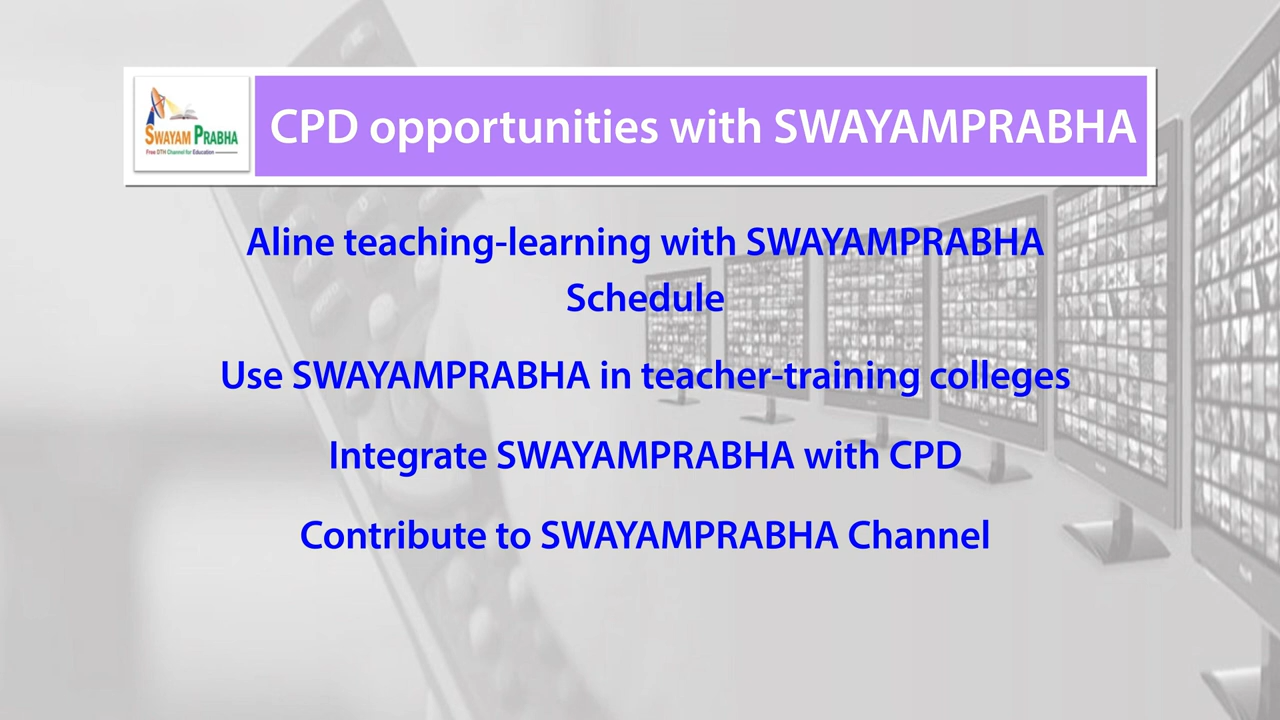 SWAYAM PRABHA
Free DTH Channel for Education
CPD opportunities with SWAYAMPRABHA
Aline teaching-learning with SWAYAMPRABHA
Schedule
Use SWAYAMPRABHA in teacher-training colleges
Integrate SWAYAMPRABHA with CPD
Contribute to SWAYAMPRABHA Channel